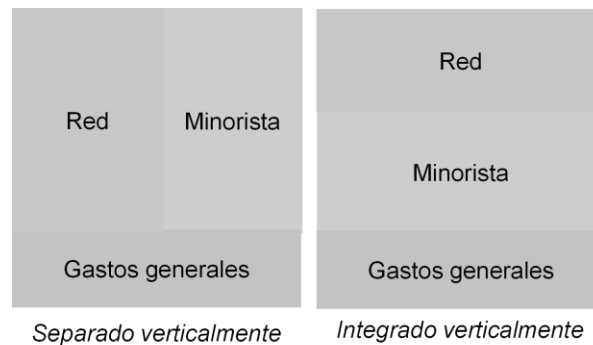 Red
Minorista
Gastos generales
Separado verticalmente
Red
Minorista
Gastos generales
Integrado verticalmente